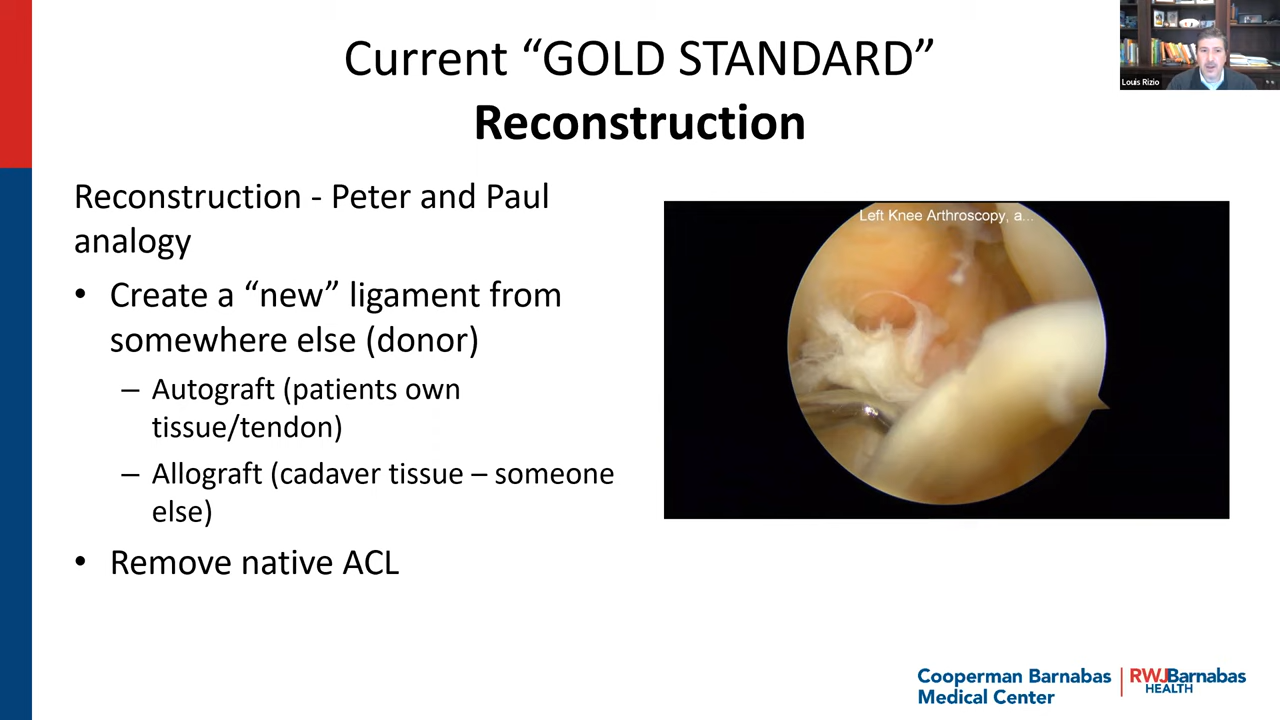 Current “GOLD STANDARD”
Reconstruction
Louis Rizio
Reconstruction - Peter and Paul
analogy
• Create a “new” ligament from
somewhere else (donor)
– Autograft (patients own
tissue/tendon)
– Allograft (cadaver tissue – someone
else)
• Remove native ACL
Left Knee Arthroscopy, a...
Cooperman Barnabas
Medical Center
RWJBarnabas
HEALTH